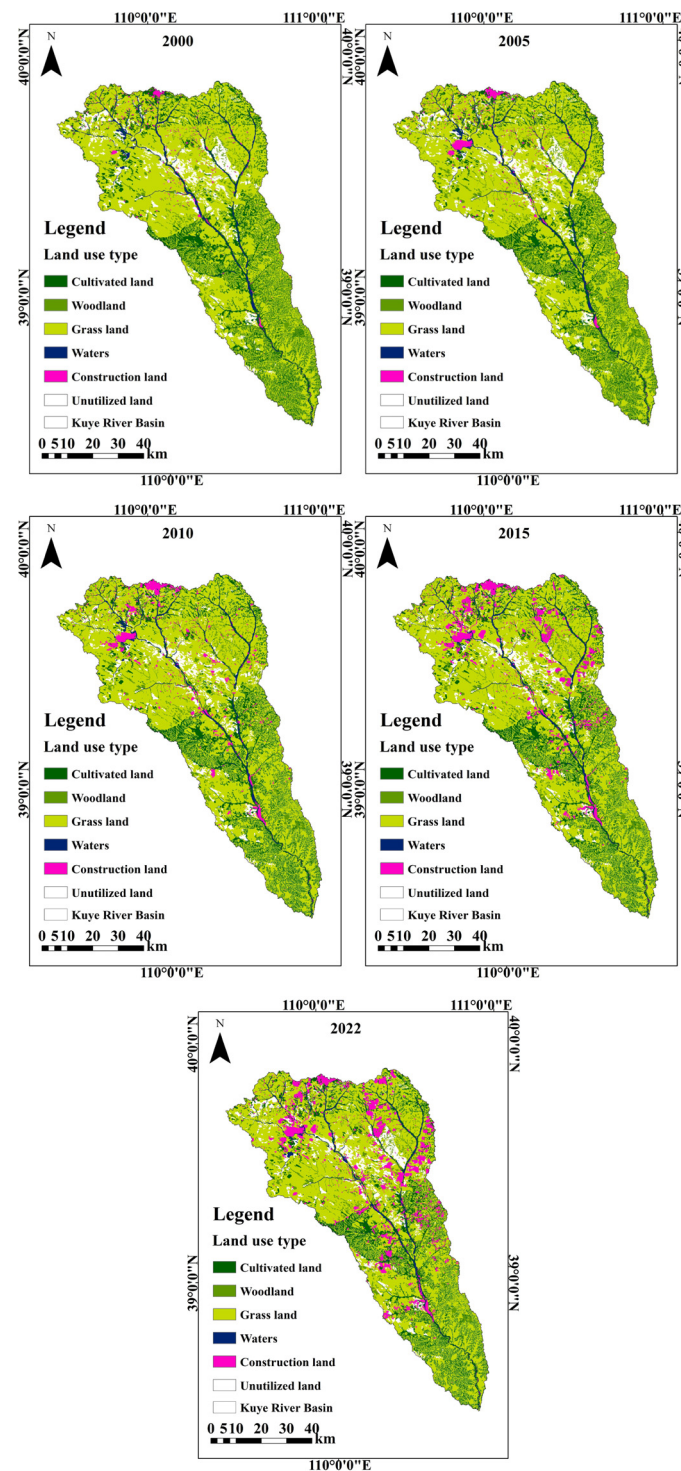 110°0'0"E 111°0'0"E
2000
N
40°0'0"N
39°0'0"N
Legend
Land use type
Cultivated land
Woodland
Grass land
Waters
Construction land
Unutilized land
Kuye River Basin
0 5 10 20 30 40
km
110°0'0"E
110°0'0"E 111°0'0"E
2005
N
40°0'0"N
39°0'0"N
Legend
Land use type
Cultivated land
Woodland
Grass land
Waters
Construction land
Unutilized land
Kuye River Basin
0 5 10 20 30 40
km
110°0'0"E
110°0'0"E 111°0'0"E
2010
N
40°0'0"N
39°0'0"N
Legend
Land use type
Cultivated land
Woodland
Grass land
Waters
Construction land
Unutilized land
Kuye River Basin
0 5 10 20 30 40
km
110°0'0"E
110°0'0"E 111°0'0"E
2015
N
40°0'0"N
39°0'0"N
Legend
Land use type
Cultivated land
Woodland
Grass land
Waters
Construction land
Unutilized land
Kuye River Basin
0 5 10 20 30 40
km
110°0'0"E
110°0'0"E 111°0'0"E
2022
N
40°0'0"N
40°0'0"N
39°0'0"N
39°0'0"N
Legend
Land use type
Cultivated land
Woodland
Grass land
Waters
Construction land
Unutilized land
Kuye River Basin
0 5 10 20 30 40
km
110°0'0"E